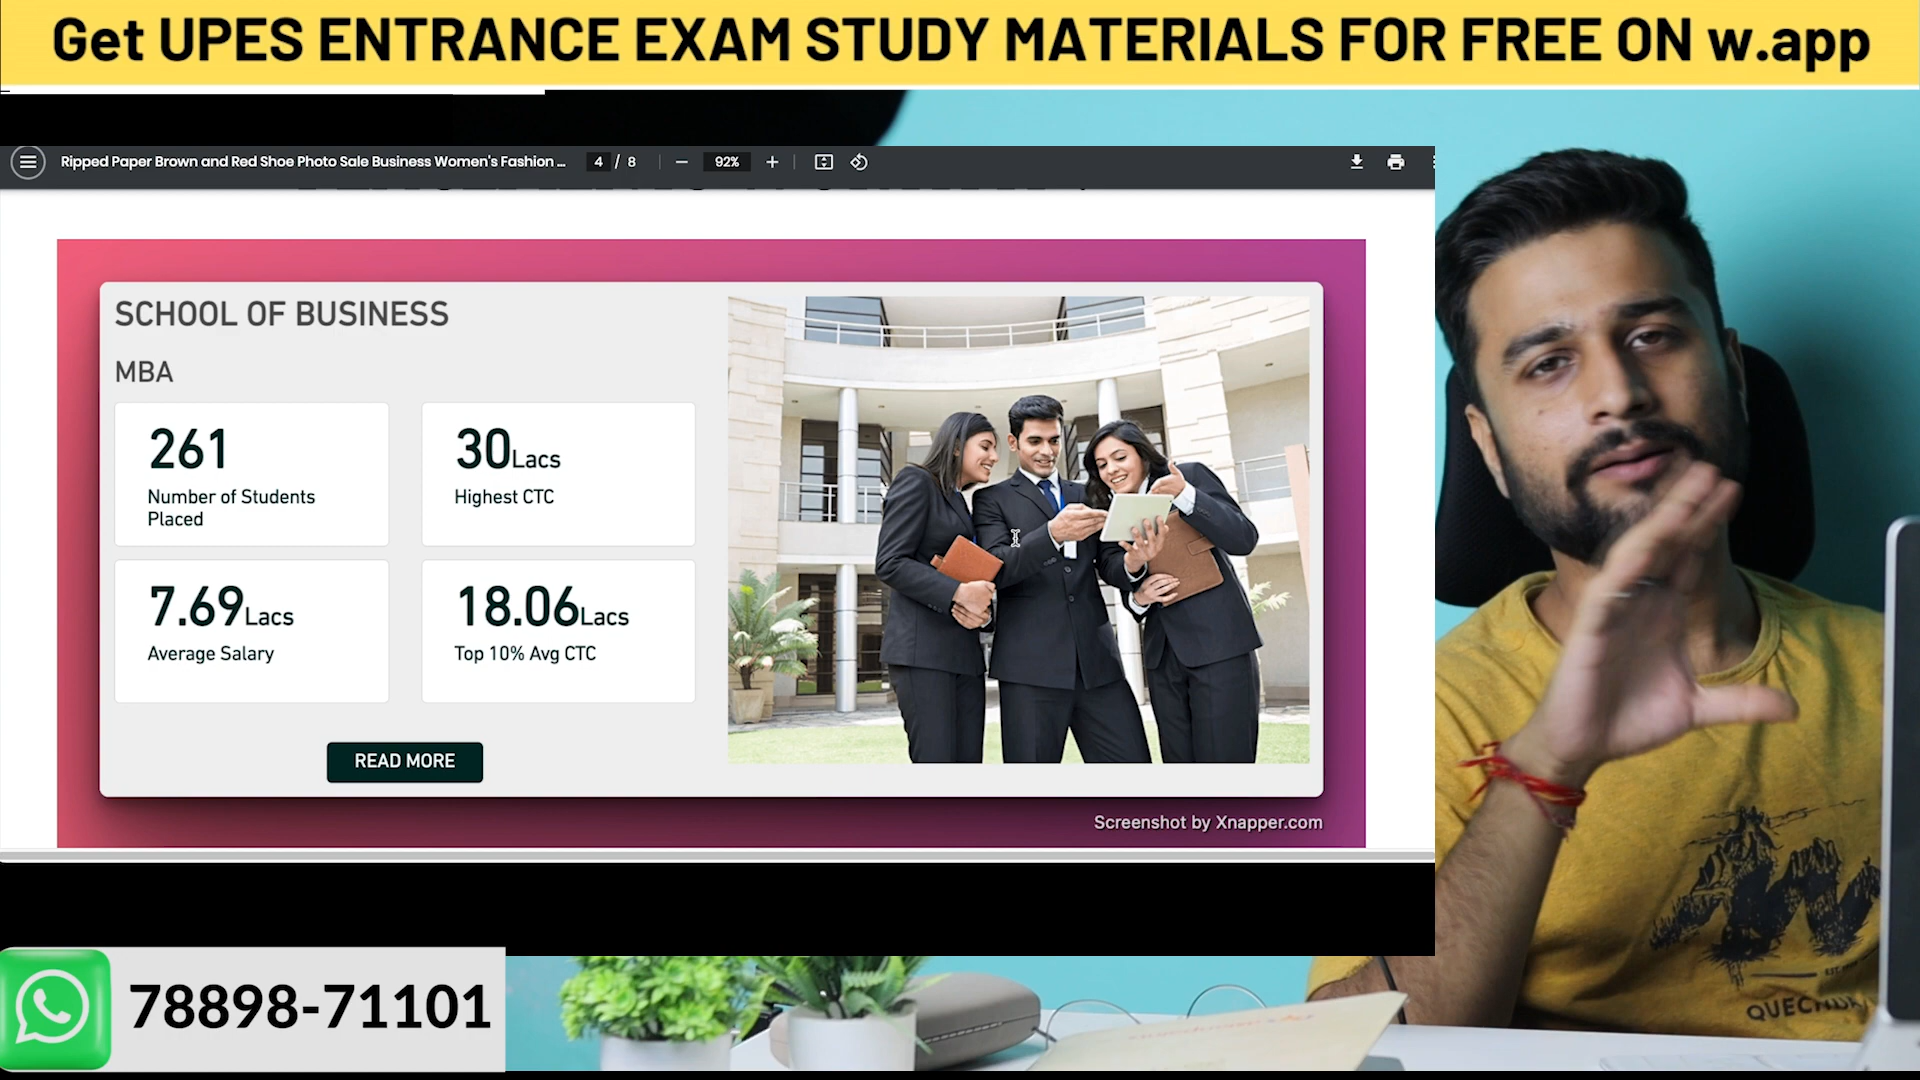 Get UPES ENTRANCE EXAM STUDY MATERIALS FOR FREE ON w.app
Ripped Paper Brown and Red Shoe Photo Sale Business Women's Fashion ...
4 / 8
92%
SCHOOL OF BUSINESS
MBA
261
Number of Students
Placed
30Lacs
Highest CTC
7.69Lacs
Average Salary
18.06Lacs
Top 10% Avg CTC
READ MORE
Screenshot by Xnapper.com
78898-71101